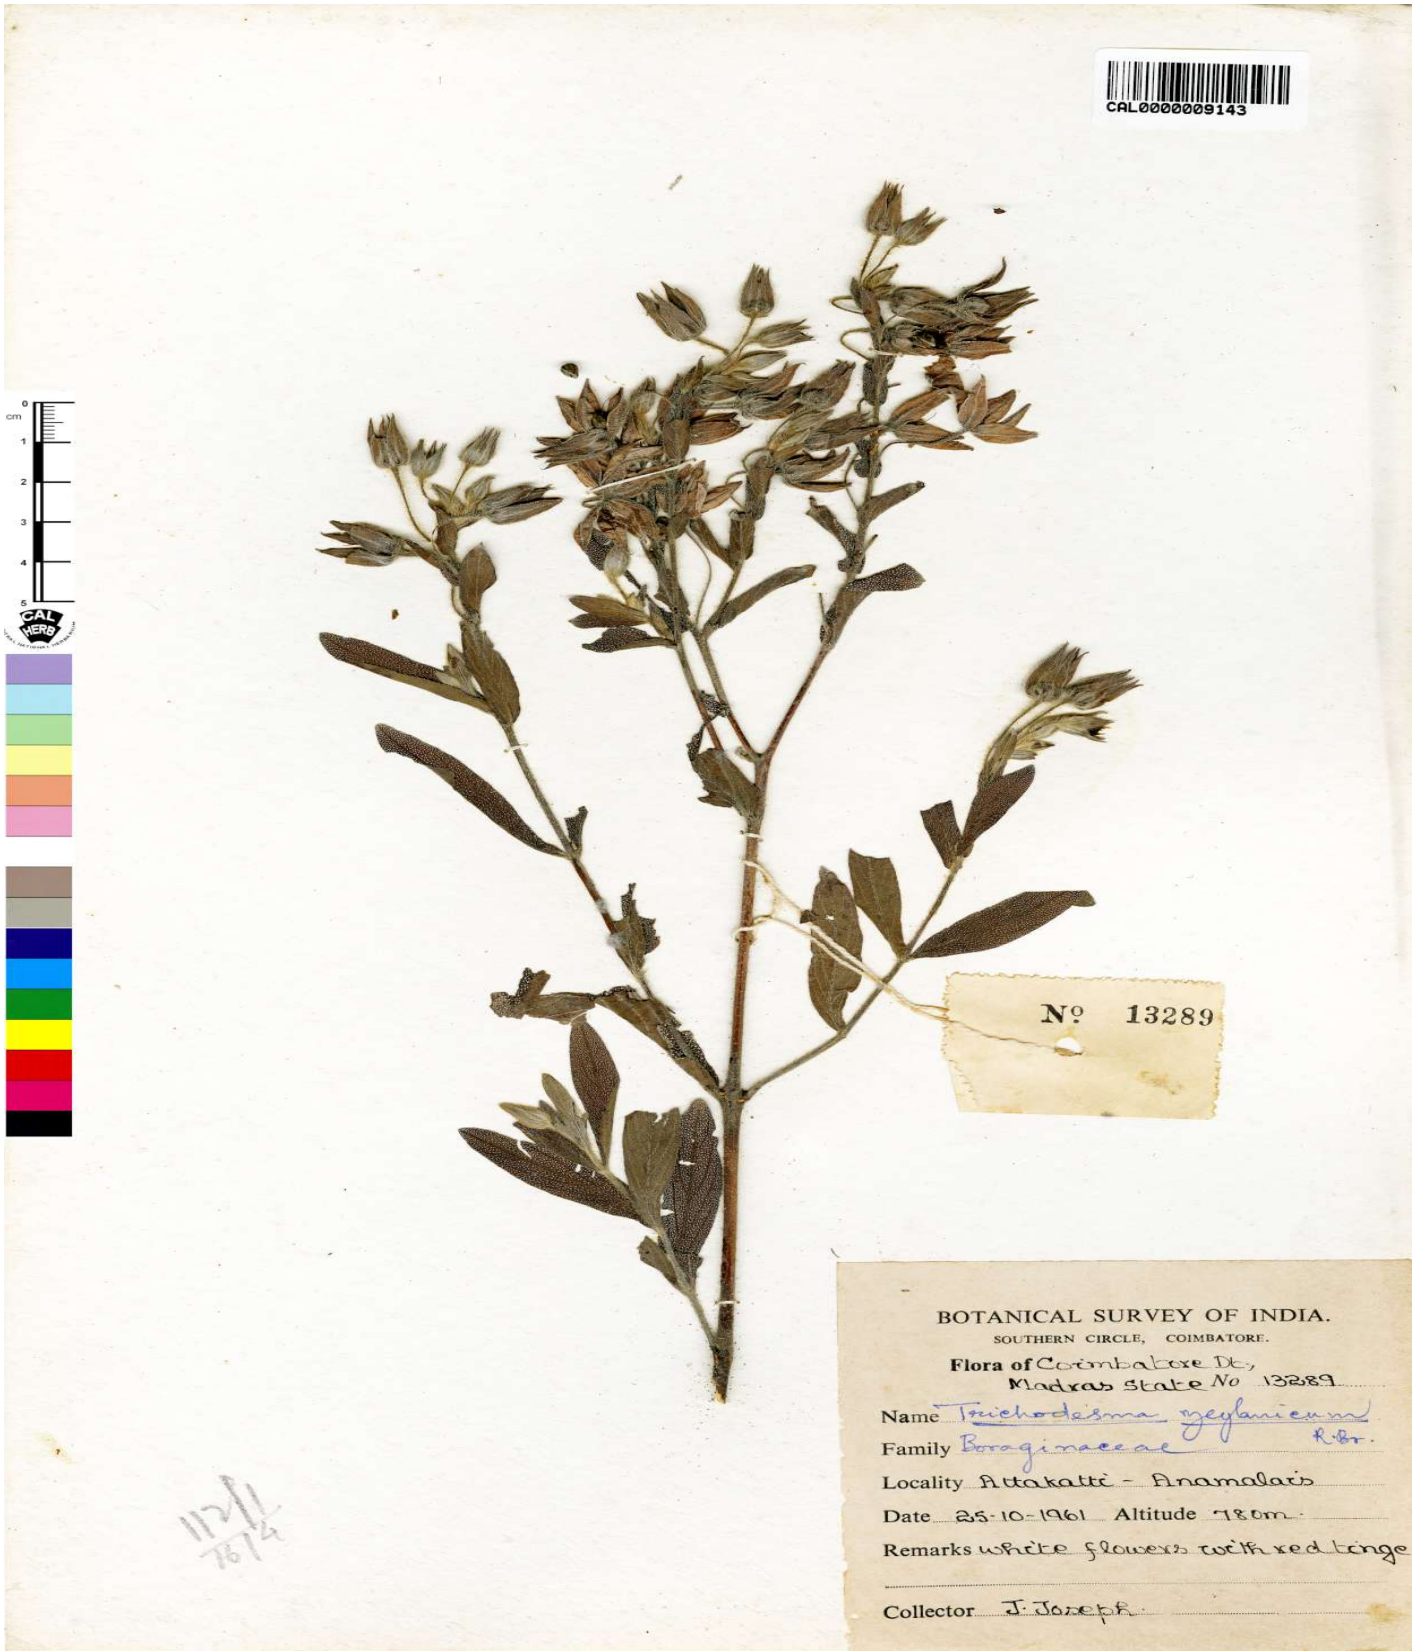 CAL0000009143
0
cm
1
2
3
4
5
CAL
HERB
No 13289
BOTANICAL SURVEY OF INDIA.
SOUTHERN CIRCLE, COIMBATORE.
Flora of Coimbatore Dt,
Madras State No 13289
Name Trichodesma zeylanicum
R.Br.
Family Boraginaceae
Locality Attakatti - Anamalais
Date 25-10-1961 Altitude 780m.
Remarks white flowers with red tinge
Collector J. Joseph.